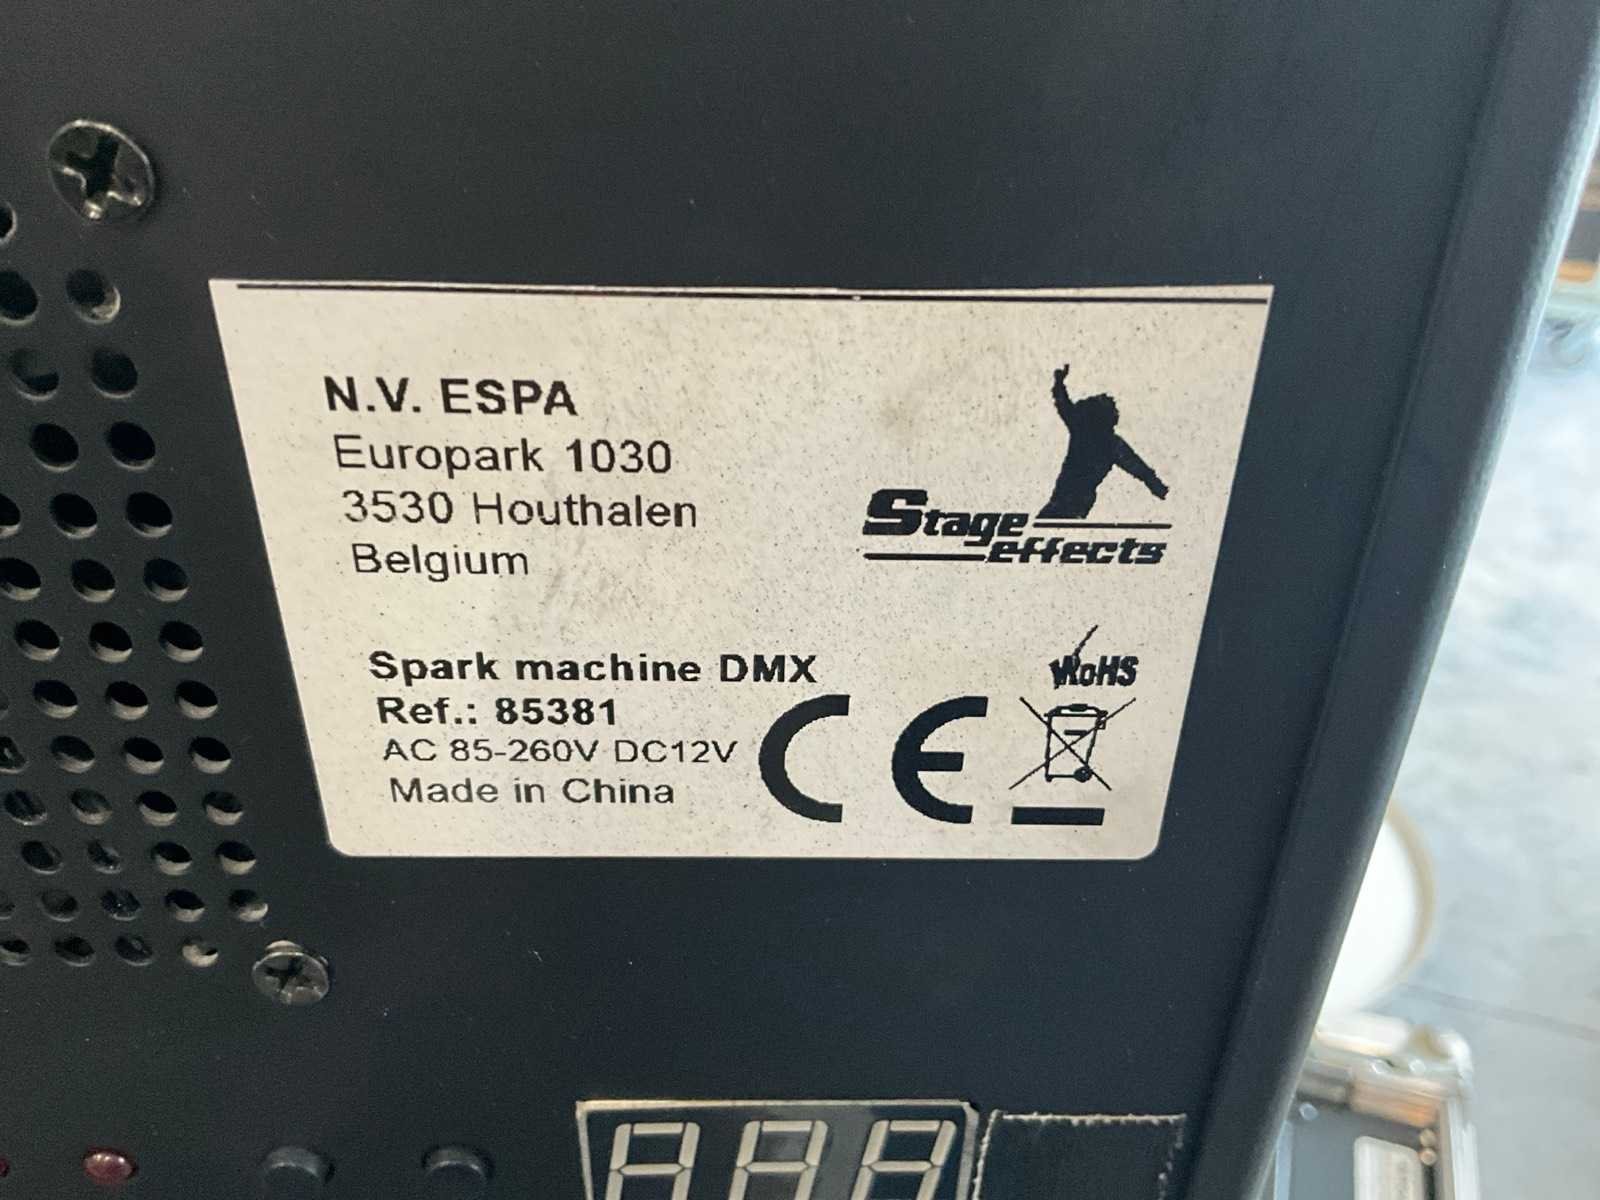 N.V. ESPA
Europark 1030
3530 Houthalen
Belgium
Stage
effects
Spark machine DMX
Ref.: 85381
AC 85-260V DC12V
Made in China
RoHS
CE